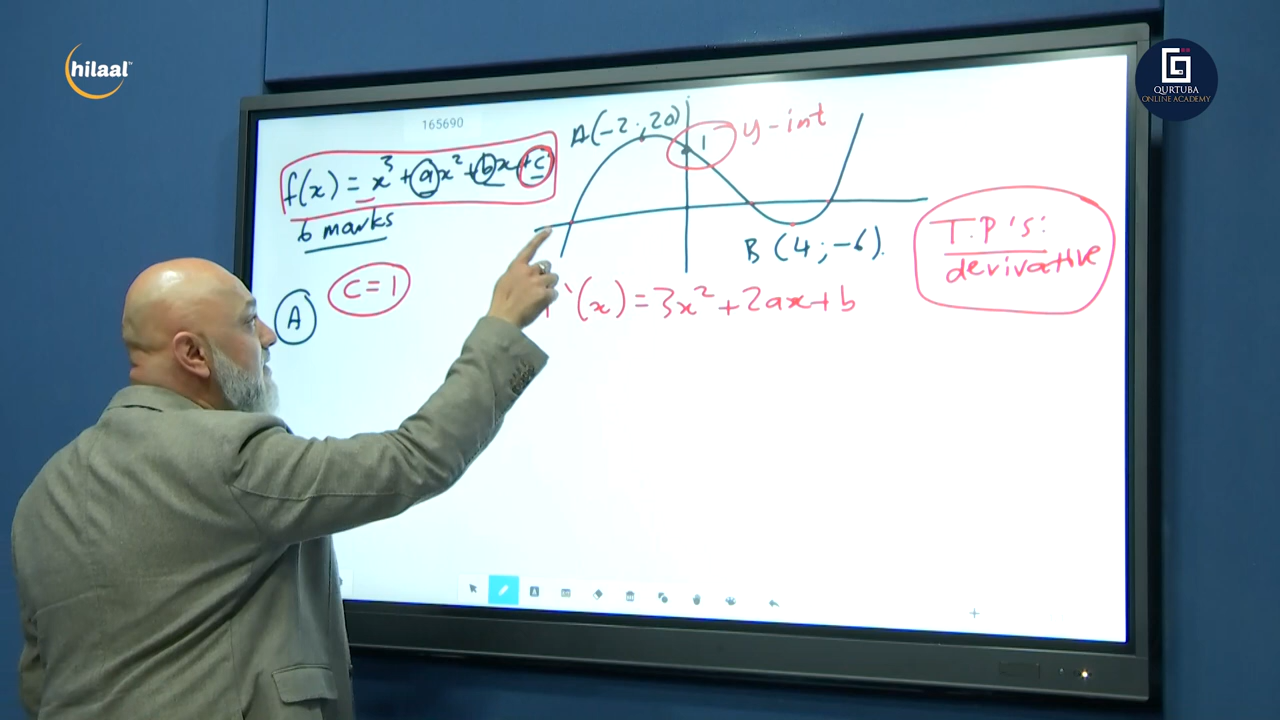 hilaal
QURTUBA
ONLINE ACADEMY
165690
f(x) = x³ + ax² + bx + c
6 marks
A(-2; 20)
1
y-int
B (4; -6).
T.P's:
derivative
A
c = 1
f'(x) = 3x² + 2ax + b